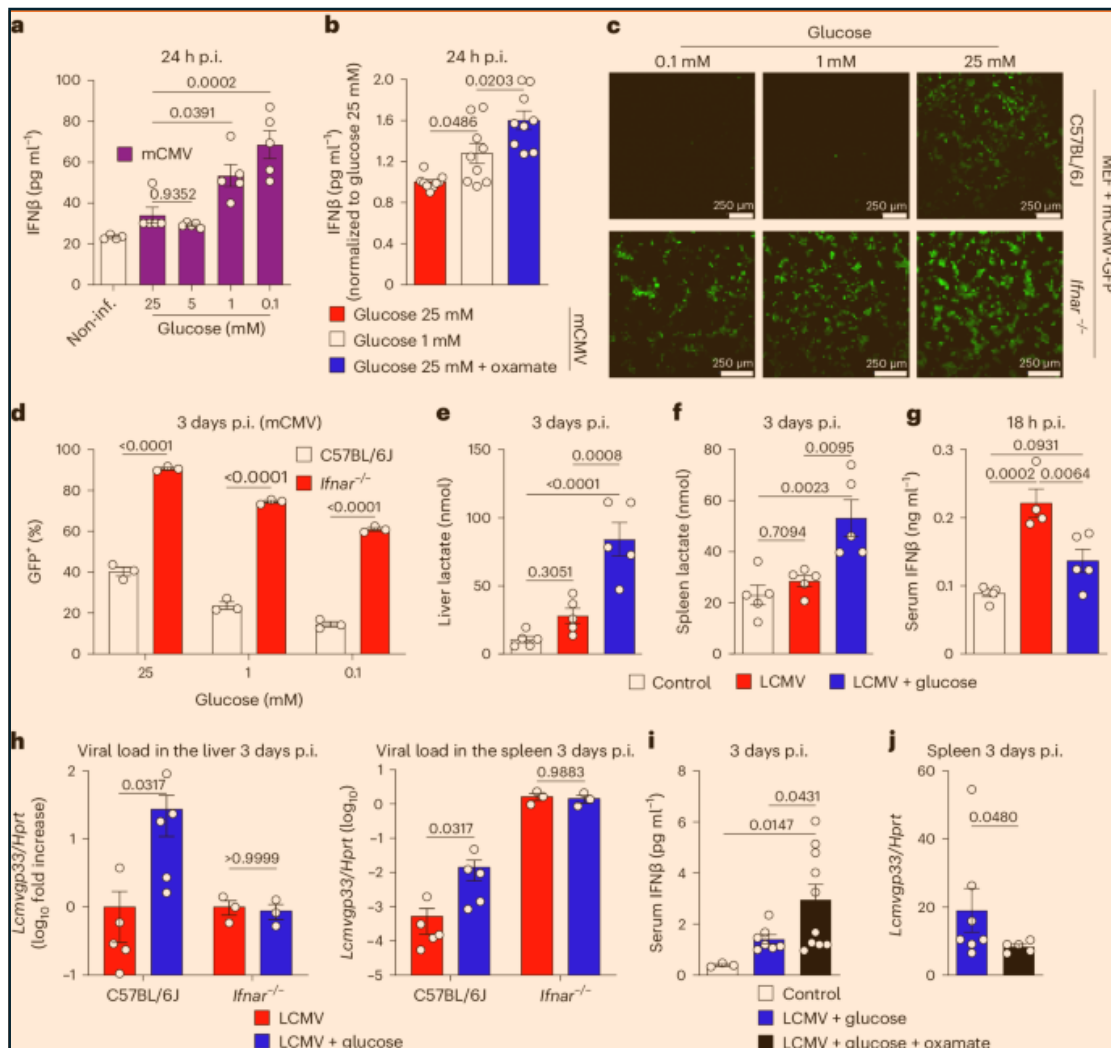 a
24 h p.i.
0.0002
0.0391
mCMV
0.9352
IFNβ (pg ml⁻¹)
100
80
60
40
20
0
Non-inf.
25
5
1
0.1
Glucose (mM)
b
24 h p.i.
0.0203
0.0486
IFNβ (pg ml⁻¹)
(normalized to glucose 25 mM)
2.0
1.6
1.2
0.8
0.4
0
Glucose 25 mM
Glucose 1 mM
Glucose 25 mM + oxamate
mCMV
c
Glucose
0.1 mM
1 mM
25 mM
C57BL/6J
Ifnar⁻/⁻
MEF + mCMV-GFP
250 μm
250 μm
250 μm
250 μm
250 μm
250 μm
d
3 days p.i. (mCMV)
<0.0001
<0.0001
<0.0001
C57BL/6J
Ifnar⁻/⁻
GFP⁺ (%)
100
80
60
40
20
0
25
1
0.1
Glucose (mM)
e
3 days p.i.
0.0008
<0.0001
0.3051
Liver lactate (nmol)
150
100
50
0
f
3 days p.i.
0.0095
0.0023
0.7094
Spleen lactate (nmol)
80
60
40
20
0
g
18 h p.i.
0.0931
0.0002
0.0064
Serum IFNβ (ng ml⁻¹)
0.3
0.2
0.1
0
Control
LCMV
LCMV + glucose
h
Viral load in the liver 3 days p.i.
0.0317
>0.9999
Lcmvgp33/Hprt
(log₁₀ fold increase)
2
1
0
−1
C57BL/6J
Ifnar⁻/⁻
Viral load in the spleen 3 days p.i.
0.9883
0.0317
Lcmvgp33/Hprt (log₁₀)
1
0
−1
−2
−3
−4
−5
C57BL/6J
Ifnar⁻/⁻
LCMV
LCMV + glucose
i
3 days p.i.
0.0431
0.0147
Serum IFNβ (pg ml⁻¹)
8
6
4
2
0
j
Spleen 3 days p.i.
0.0480
Lcmvgp33/Hprt
60
40
20
0
Control
LCMV + glucose
LCMV + glucose + oxamate